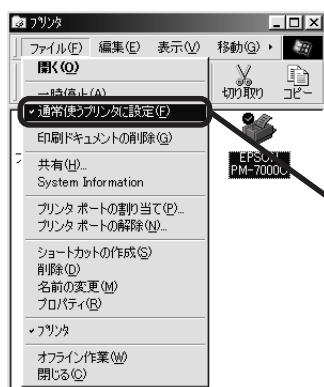 プリンタ
ファイル(F) 編集(E) 表示(V) 移動(G)
開く(O)
一時停止(A)
切り取り コピー
✓通常使うプリンタに設定(F)
印刷ドキュメントの削除(G)
EPSON
PM-7000C
共有(H)...
System Information
プリンタ ポートの割り当て(P)...
プリンタ ポートの解除(N)...
ショートカットの作成(S)
削除(D)
名前の変更(M)
プロパティ(R)
✓プリンタ
オフライン作業(W)
閉じる(C)